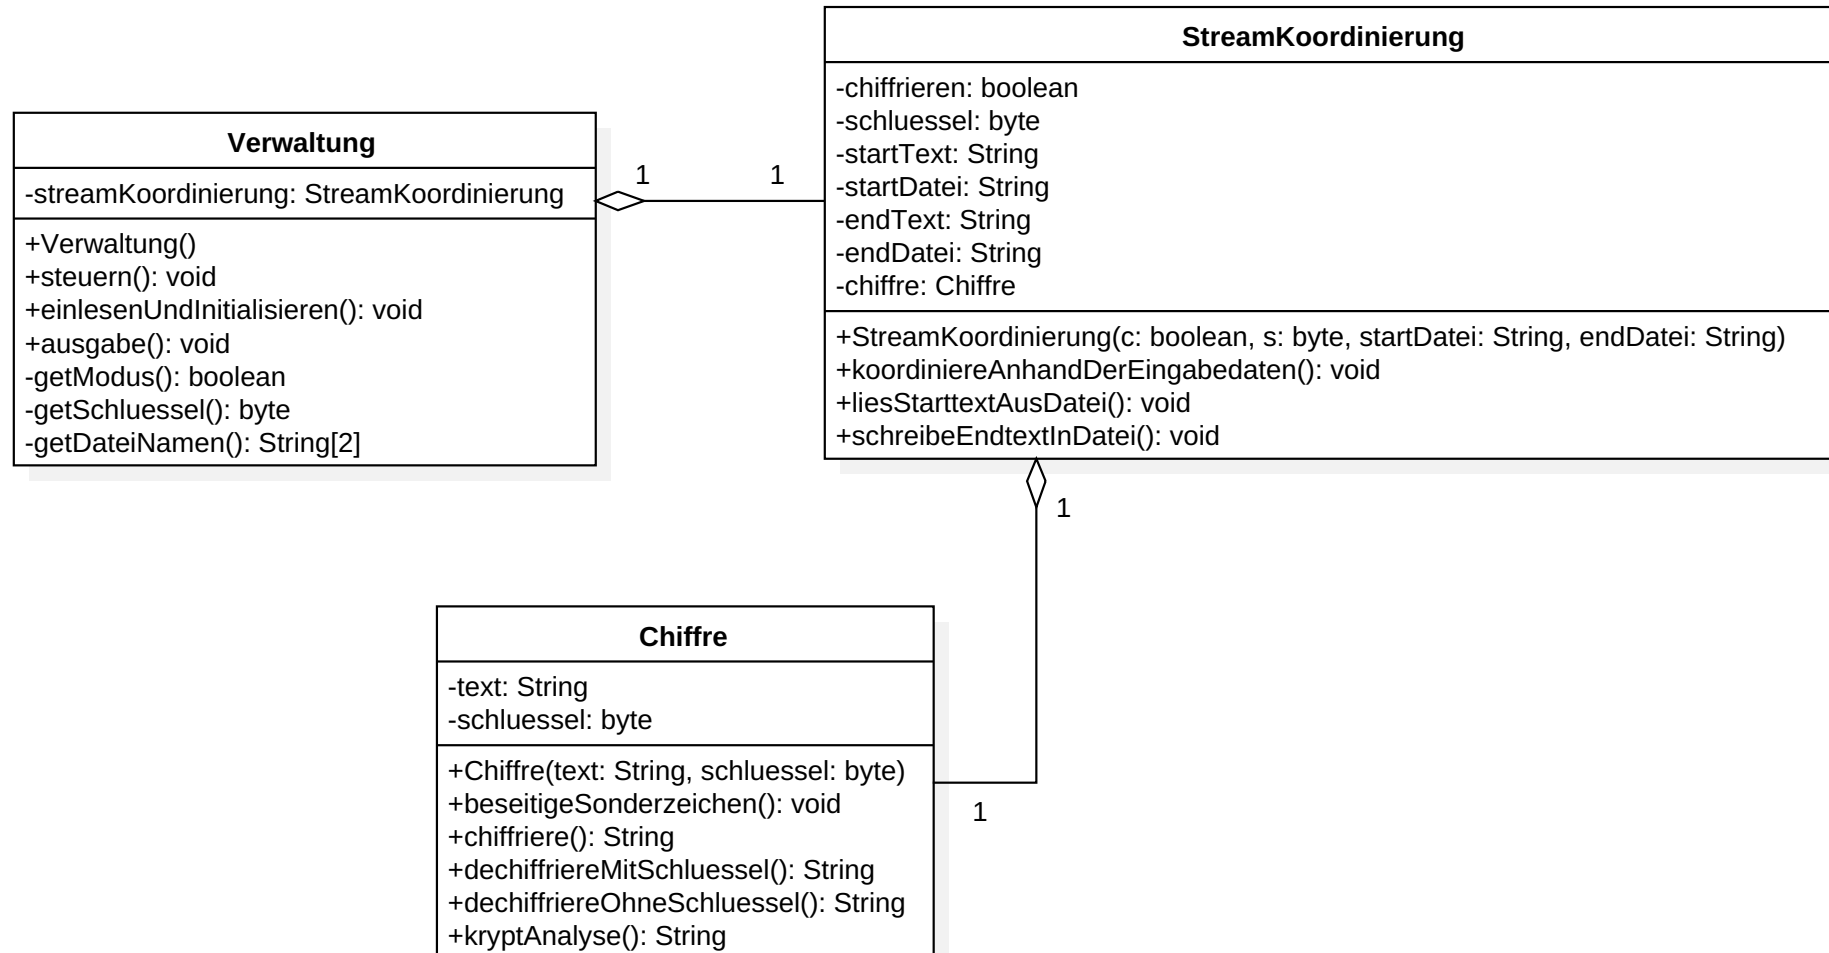 Verwaltung
-streamKoordinierung: StreamKoordinierung
+Verwaltung()
+steuern(): void
+einlesenUndInitialisieren(): void
+ausgabe(): void
-getModus(): boolean
-getSchluessel(): byte
-getDateiNamen(): String[2]
1
1
StreamKoordinierung
-chiffrieren: boolean
-schluessel: byte
-startText: String
-startDatei: String
-endText: String
-endDatei: String
-chiffre: Chiffre
+StreamKoordinierung(c: boolean, s: byte, startDatei: String, endDatei: String)
+koordiniereAnhandDerEingabedaten(): void
+liesStarttextAusDatei(): void
+schreibeEndtextInDatei(): void
1
1
Chiffre
-text: String
-schluessel: byte
+Chiffre(text: String, schluessel: byte)
+beseitigeSonderzeichen(): void
+chiffriere(): String
+dechiffriereMitSchluessel(): String
+dechiffriereOhneSchluessel(): String
+kryptAnalyse(): String